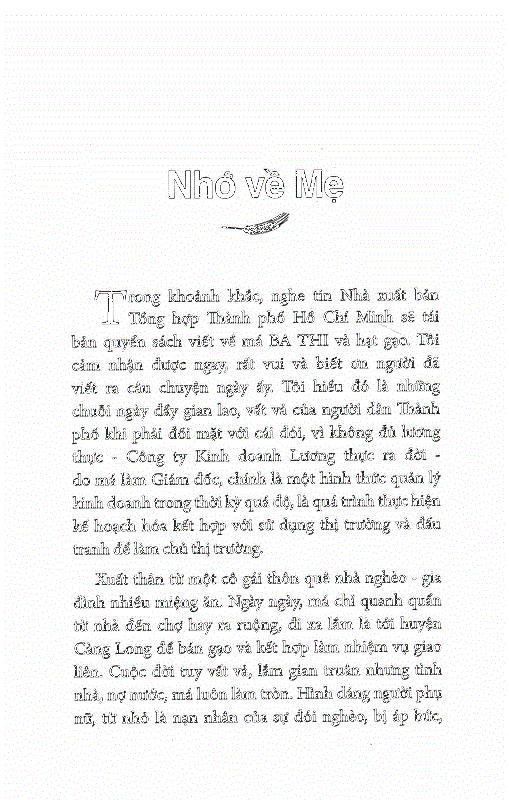 Nhớ về Mẹ
Trong khoảnh khắc, nghe tin Nhà xuất bản
Tổng hợp Thành phố Hồ Chí Minh sẽ tái
bản quyển sách viết về má BA THI và hạt gạo. Tôi
cảm nhận được ngay, rất vui và biết ơn người đã
viết ra câu chuyện ngày ấy. Tôi hiểu đó là những
chuỗi ngày đầy gian lao, vất vả của người dân Thành
phố khi phải đối mặt với cái đói, vì không đủ lương
thực - Công ty Kinh doanh Lương thực ra đời -
do má làm Giám đốc, chính là một hình thức quản lý
kinh doanh trong thời kỳ quá độ, là quá trình thực hiện
kế hoạch hóa kết hợp với sử dụng thị trường và đấu
tranh để làm chủ thị trường.
Xuất thân từ một cô gái thôn quê nhà nghèo - gia
đình nhiều miệng ăn. Ngày ngày, má chỉ quanh quẩn
từ nhà đến chợ hay ra ruộng, đi xa lắm là tới huyện
Càng Long để bán gạo và kết hợp làm nhiệm vụ giao
liên. Cuộc đời tuy vất vả, lắm gian truân nhưng tình
nhà, nợ nước, má luôn làm tròn. Hình dáng người phụ
nữ, từ nhỏ là nạn nhân của sự đói nghèo, bị áp bức,